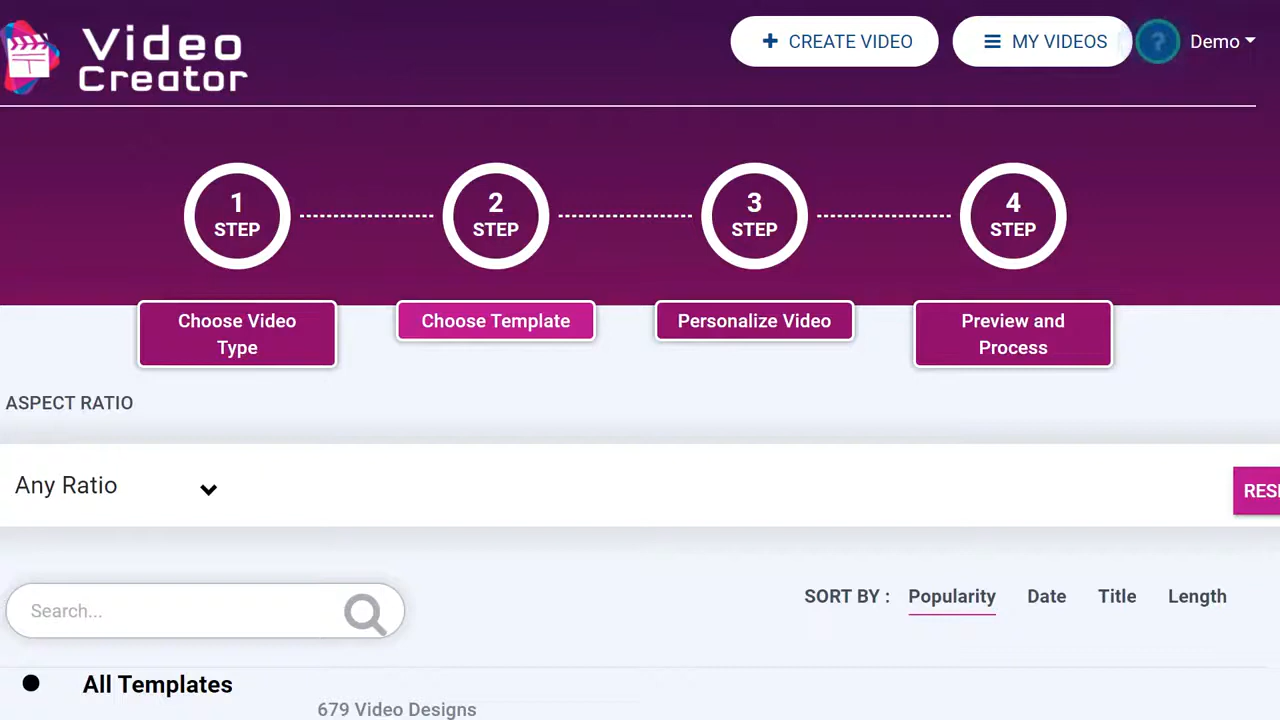 Video
Creator
CREATE VIDEO
MY VIDEOS
?
Demo
1
STEP
2
STEP
3
STEP
4
STEP
Choose Video
Type
Choose Template
Personalize Video
Preview and
Process
ASPECT RATIO
Any Ratio
Search...
SORT BY :
Popularity
Date
Title
Length
All Templates
679 Video Designs